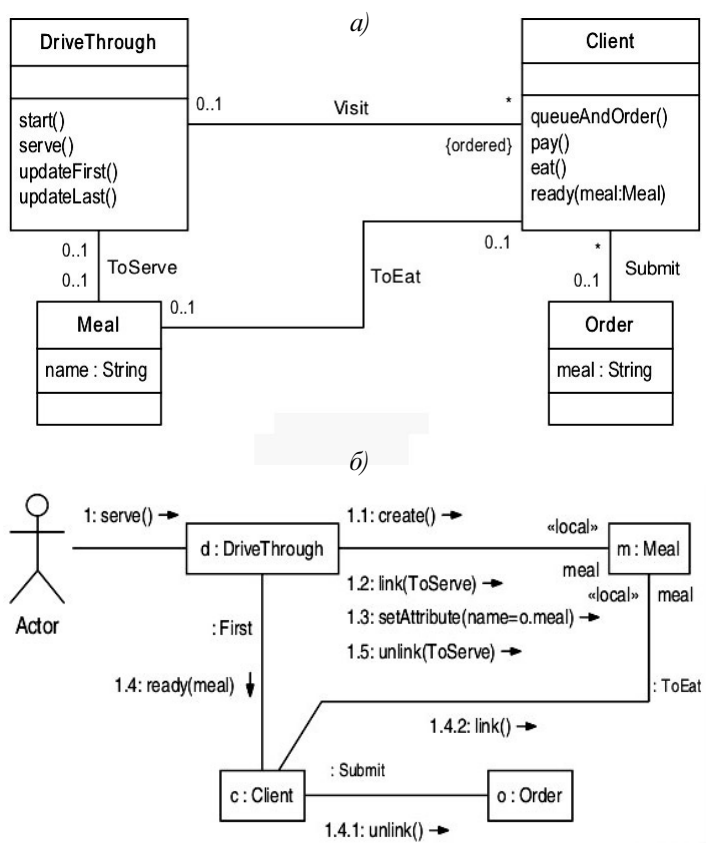 а)
DriveThrough
start()
serve()
updateFirst()
updateLast()
0..1
Visit
*
{ordered}
Client
queueAndOrder()
pay()
eat()
ready(meal:Meal)
0..1
ToServe
0..1
0..1
ToEat
0..1
*
Submit
0..1
Meal
name : String
Order
meal : String
б)
1: serve()
Actor
d : DriveThrough
1.1: create()
«local»
m : Meal
meal
1.2: link(ToServe)
«local» meal
1.3: setAttribute(name=o.meal)
1.5: unlink(ToServe)
: First
1.4: ready(meal)
: ToEat
1.4.2: link()
c : Client
: Submit
o : Order
1.4.1: unlink()